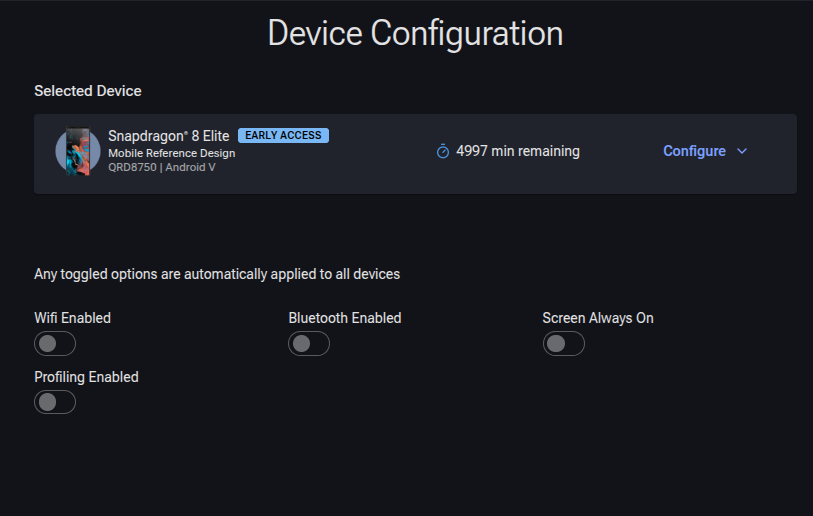 Device Configuration
Selected Device
Snapdragon® 8 Elite EARLY ACCESS
Mobile Reference Design
QRD8750 | Android V
4997 min remaining
Configure
Any toggled options are automatically applied to all devices
Wifi Enabled
Bluetooth Enabled
Screen Always On
Profiling Enabled